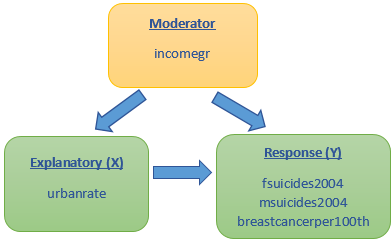 Moderator
incomegr
Explanatory (X)
urbanrate
Response (Y)
fsuicides2004
msuicides2004
breastcancerper100th